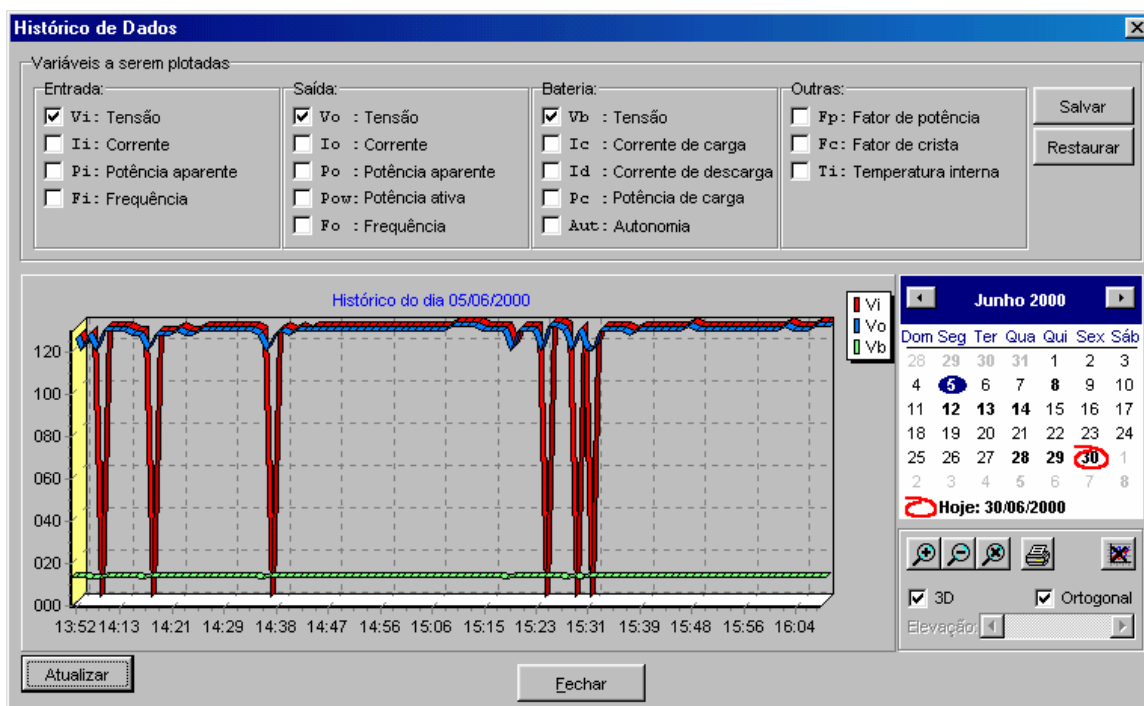 Histórico de Dados
Variáveis a serem plotadas
Entrada:
Vi: Tensão
Ii: Corrente
Pi: Potência aparente
Fi: Frequência
Saída:
Vo : Tensão
Io : Corrente
Po : Potência aparente
Pow: Potência ativa
Fo : Frequência
Bateria:
Vb : Tensão
Ic : Corrente de carga
Id : Corrente de descarga
Pc : Potência de carga
Aut: Autonomia
Outras:
Fp: Fator de potência
Fc: Fator de crista
Ti: Temperatura interna
Salvar
Restaurar
Histórico do dia 05/06/2000
Vi
Vo
Vb
120
100
080
060
040
020
000
13:52 14:13 14:21 14:29 14:38 14:47 14:56 15:06 15:15 15:23 15:31 15:39 15:48 15:56 16:04
Junho 2000
Dom Seg Ter Qua Qui Sex Sáb
28 29 30 31 1 2 3
4 5 6 7 8 9 10
11 12 13 14 15 16 17
18 19 20 21 22 23 24
25 26 27 28 29 30 1
2 3 4 5 6 7 8
Hoje: 30/06/2000
3D
Ortogonal
Elevação:
Atualizar
Fechar